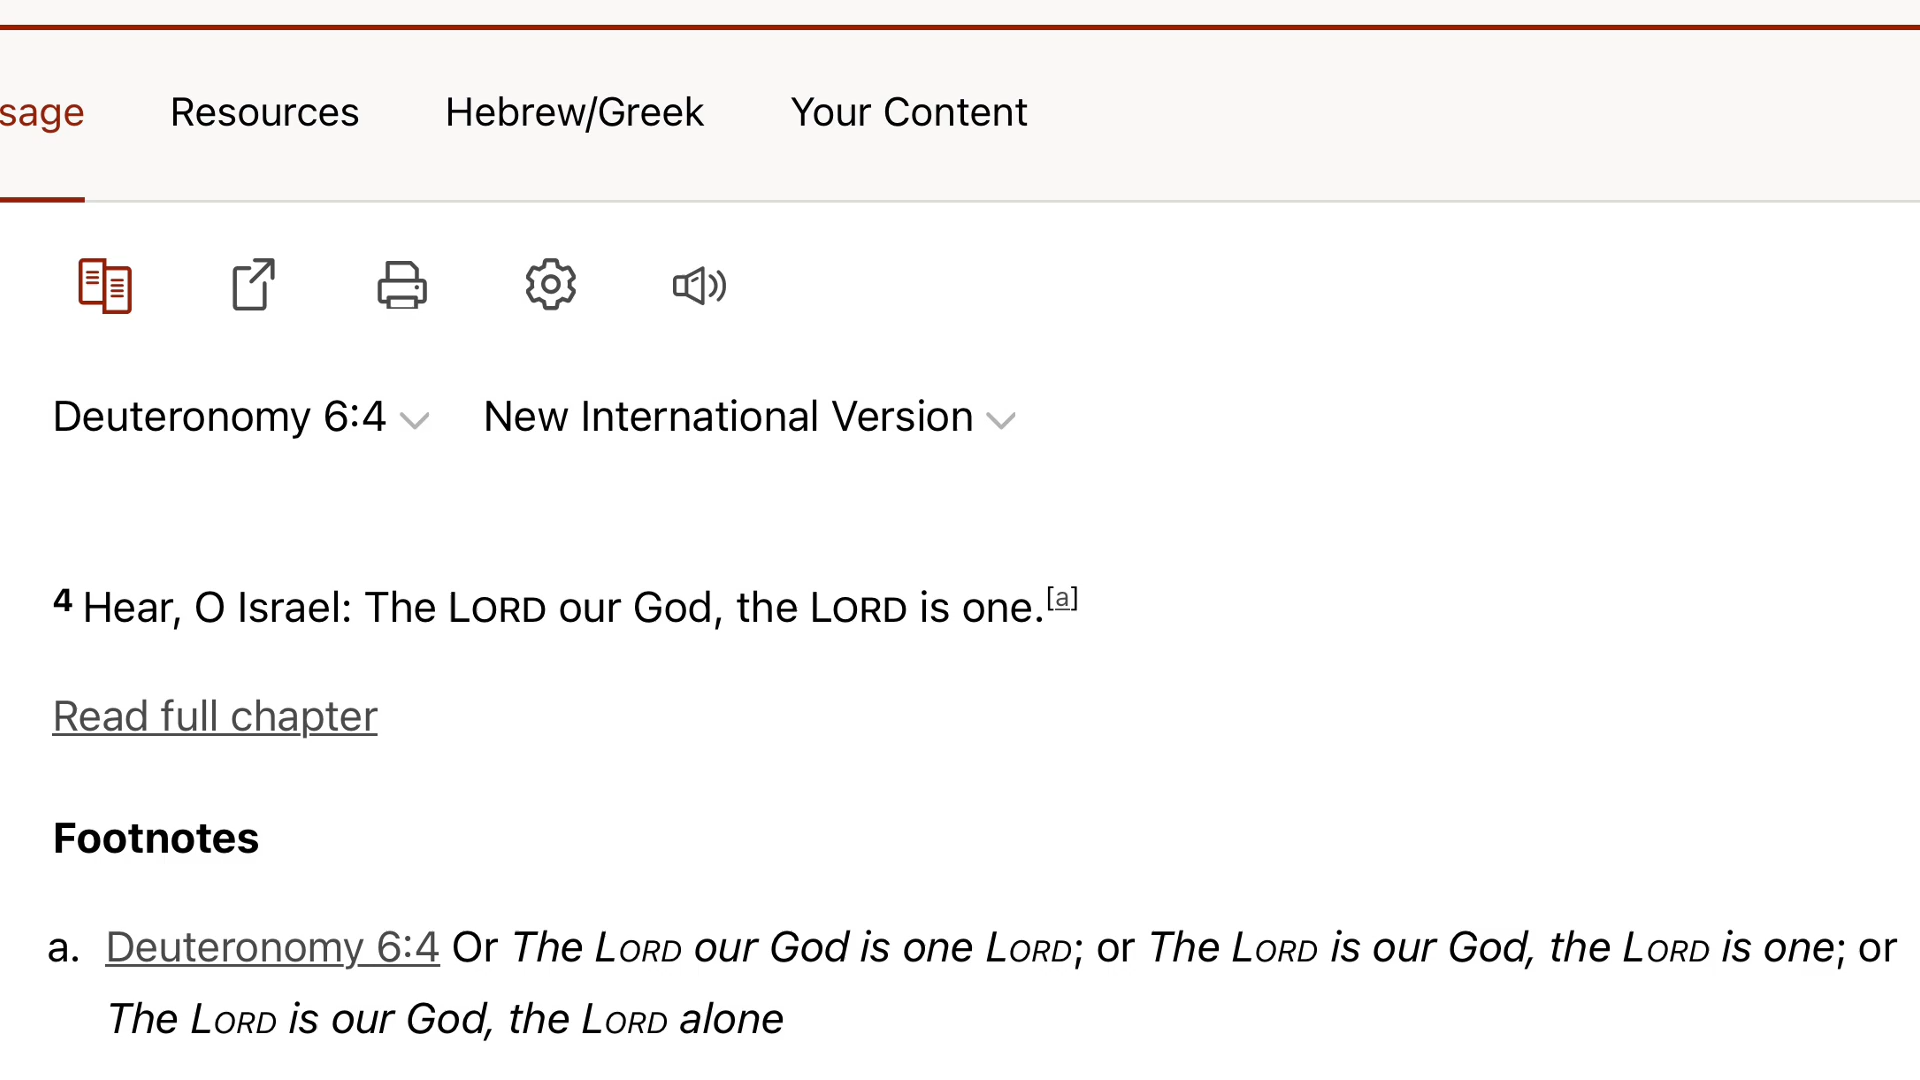 sage Resources Hebrew/Greek Your Content
Deuteronomy 6:4 New International Version
4 Hear, O Israel: The LORD our God, the LORD is one.[a]
Read full chapter
Footnotes
a. Deuteronomy 6:4 Or The LORD our God is one LORD; or The LORD is our God, the LORD is one; or
The LORD is our God, the LORD alone